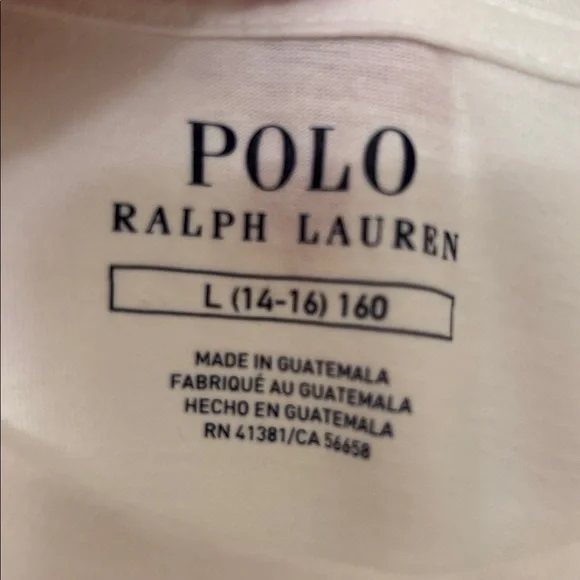 POLO
RALPH LAUREN
L (14-16) 160
MADE IN GUATEMALA
FABRIQUÉ AU GUATEMALA
HECHO EN GUATEMALA
RN 41381/CA 56658